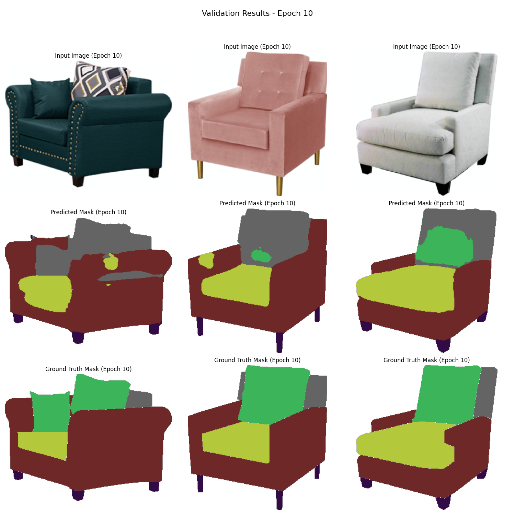 Validation Results - Epoch 10
Input Image (Epoch 10)
Input Image (Epoch 10)
Input Image (Epoch 10)
Predicted Mask (Epoch 10)
Predicted Mask (Epoch 10)
Predicted Mask (Epoch 10)
Ground Truth Mask (Epoch 10)
Ground Truth Mask (Epoch 10)
Ground Truth Mask (Epoch 10)